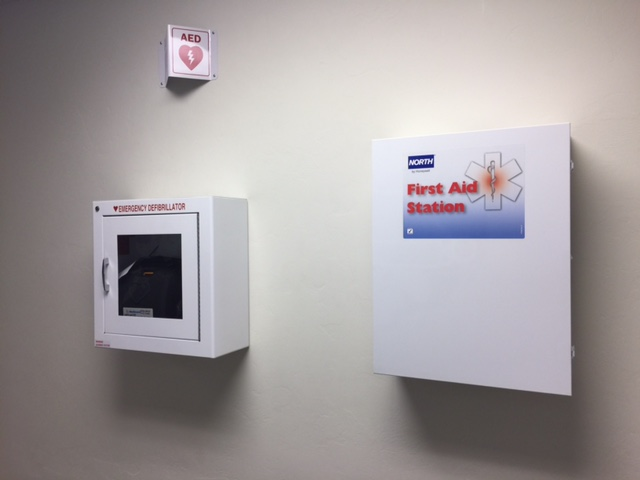 AED
EMERGENCY DEFIBRILLATOR
NORTH
First Aid
Station